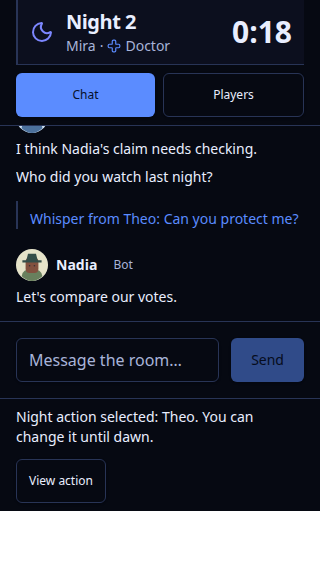 Night 2
Mira · Doctor
0:18
Chat
Players
I think Nadia's claim needs checking.
Who did you watch last night?
Whisper from Theo: Can you protect me?
Nadia Bot
Let's compare our votes.
Message the room...
Send
Night action selected: Theo. You can
change it until dawn.
View action